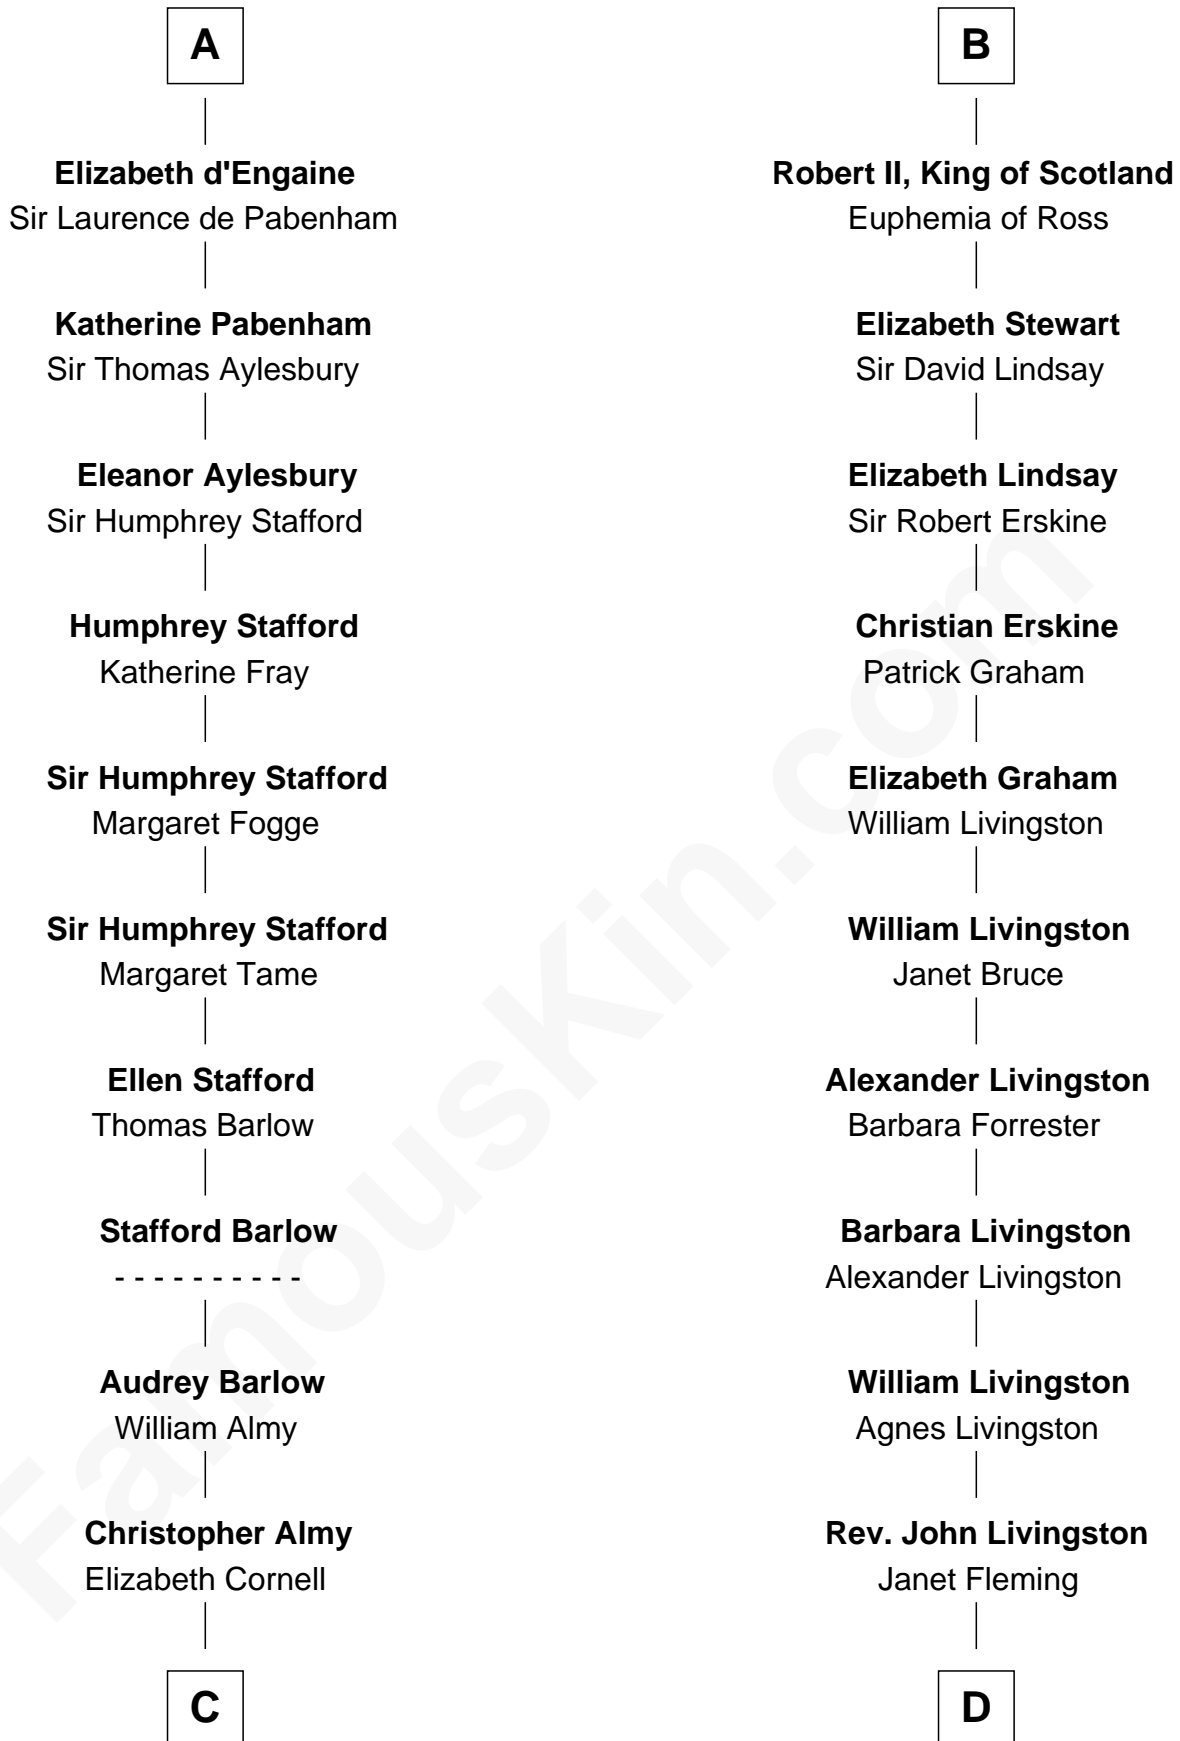 A
Elizabeth d'Engaine
Sir Laurence de Pabenham
Katherine Pabenham
Sir Thomas Aylesbury
Eleanor Aylesbury
Sir Humphrey Stafford
Humphrey Stafford
Katherine Fray
Sir Humphrey Stafford
Margaret Fogge
Sir Humphrey Stafford
Margaret Tame
Ellen Stafford
Thomas Barlow
Stafford Barlow
- - - - - - - - - -
Audrey Barlow
William Almy
Christopher Almy
Elizabeth Cornell
C
B
Robert II, King of Scotland
Euphemia of Ross
Elizabeth Stewart
Sir David Lindsay
Elizabeth Lindsay
Sir Robert Erskine
Christian Erskine
Patrick Graham
Elizabeth Graham
William Livingston
William Livingston
Janet Bruce
Alexander Livingston
Barbara Forrester
Barbara Livingston
Alexander Livingston
William Livingston
Agnes Livingston
Rev. John Livingston
Janet Fleming
D
FamousKin.com